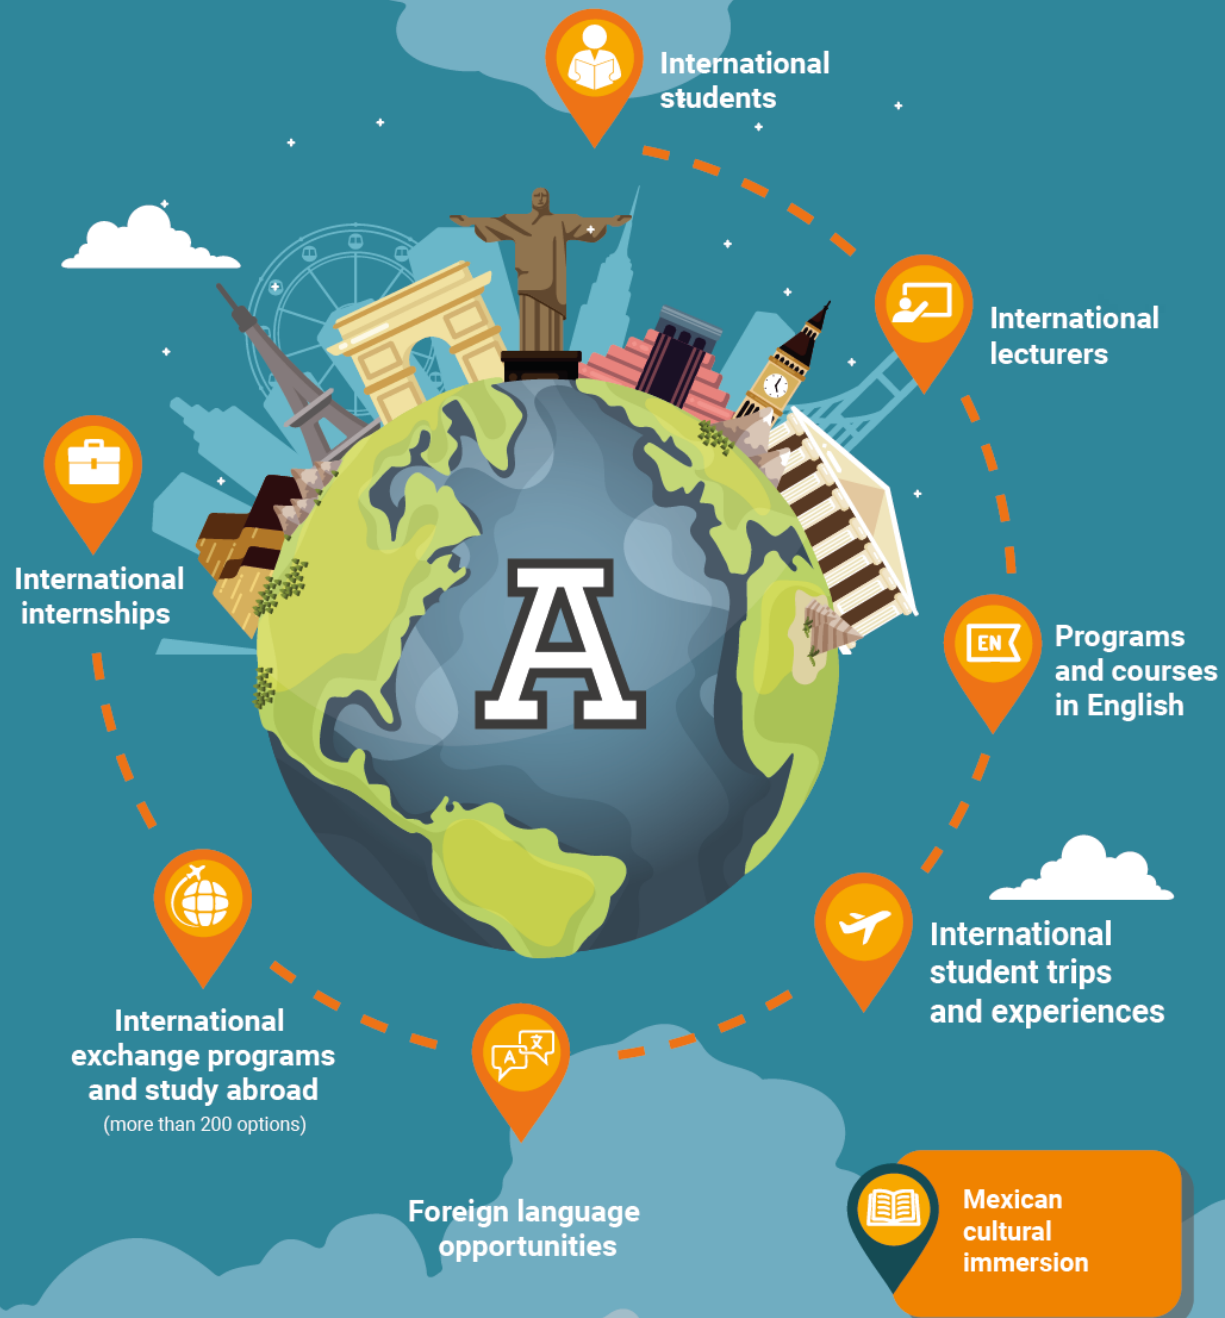 International
students
International
lecturers
EN
Programs
and courses
in English
International
student trips
and experiences
A
文
Foreign language
opportunities
International
exchange programs
and study abroad
(more than 200 options)
International
internships
A
Mexican
cultural
immersion